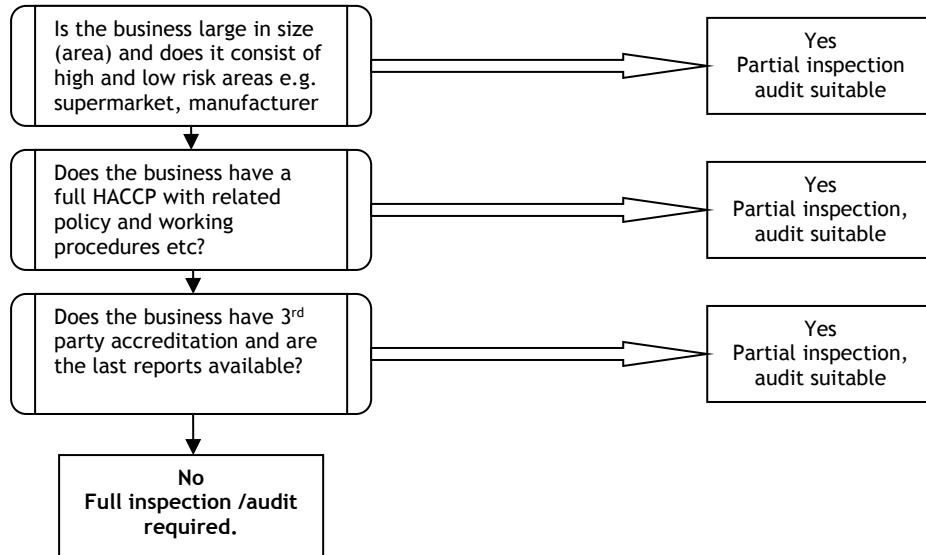 Is the business large in size
(area) and does it consist of
high and low risk areas e.g.
supermarket, manufacturer
Yes
Partial inspection
audit suitable
Does the business have a
full HACCP with related
policy and working
procedures etc?
Yes
Partial inspection,
audit suitable
Does the business have 3rd
party accreditation and are
the last reports available?
Yes
Partial inspection,
audit suitable
No
Full inspection /audit
required.